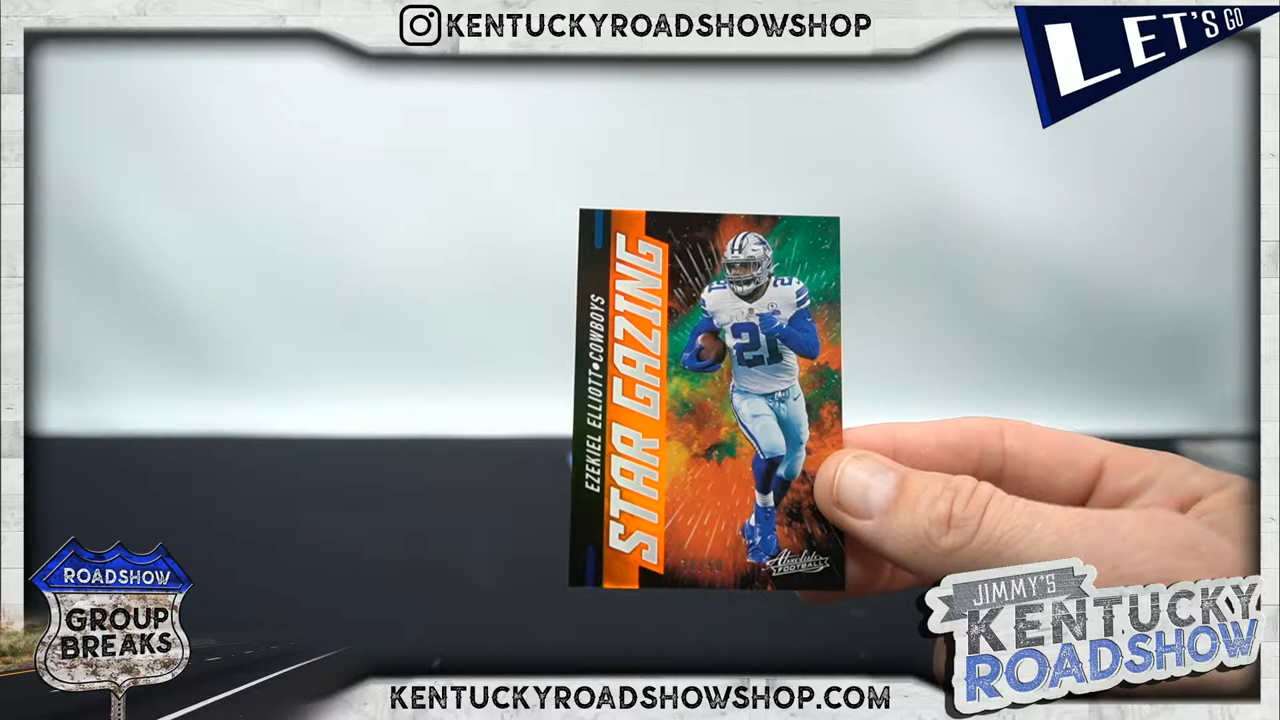 KENTUCKYROADSHOWSHOP
LET'S GO
EZEKIEL ELLIOTT•COWBOYS
STAR GAZING
21
21
Absolute
FOOTBALL
ROADSHOW
GROUP
BREAKS
JIMMY'S
KENTUCKY
ROADSHOW
KENTUCKYROADSHOWSHOP.COM